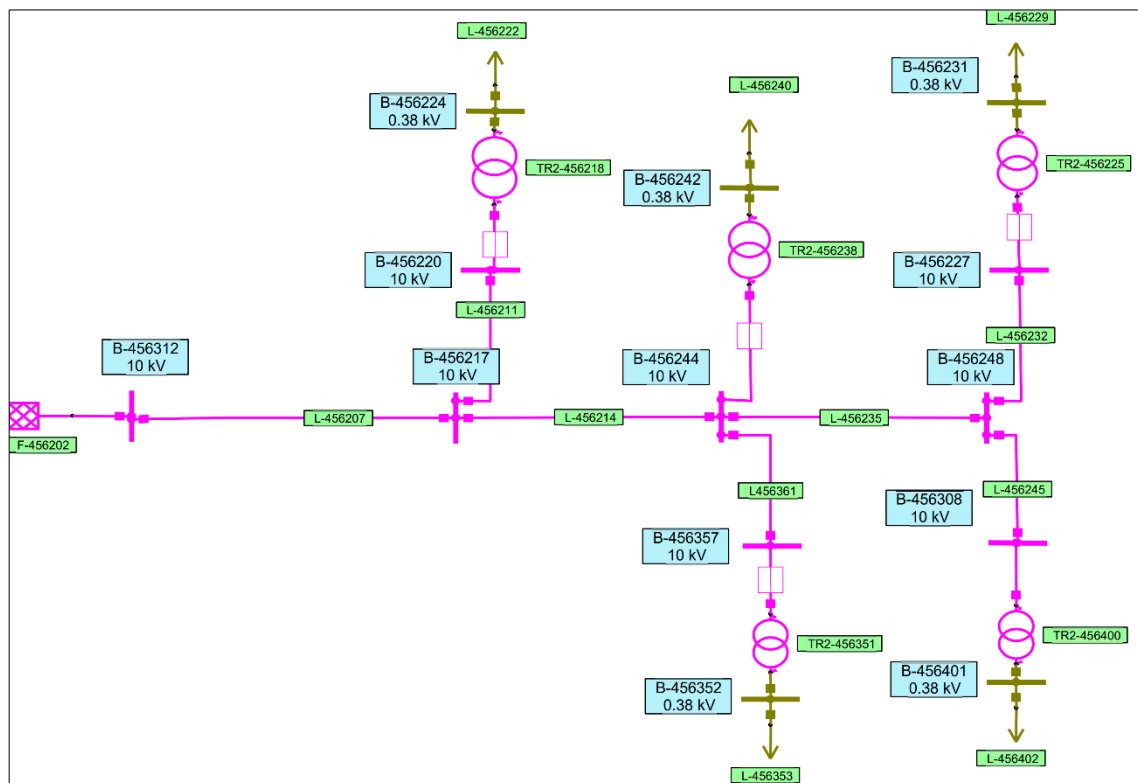 L-456222
L-456229
B-456231
0.38 kV
L-456240
B-456224
0.38 kV
TR2-456218
TR2-456225
B-456242
0.38 kV
B-456220
10 kV
TR2-456238
B-456227
10 kV
L-456211
L-456232
B-456312
10 kV
B-456217
10 kV
B-456244
10 kV
B-456248
10 kV
F-456202
L-456207
L-456214
L-456235
L456361
L-456245
B-456308
10 kV
B-456357
10 kV
TR2-456351
TR2-456400
B-456352
0.38 kV
B-456401
0.38 kV
L-456353
L-456402